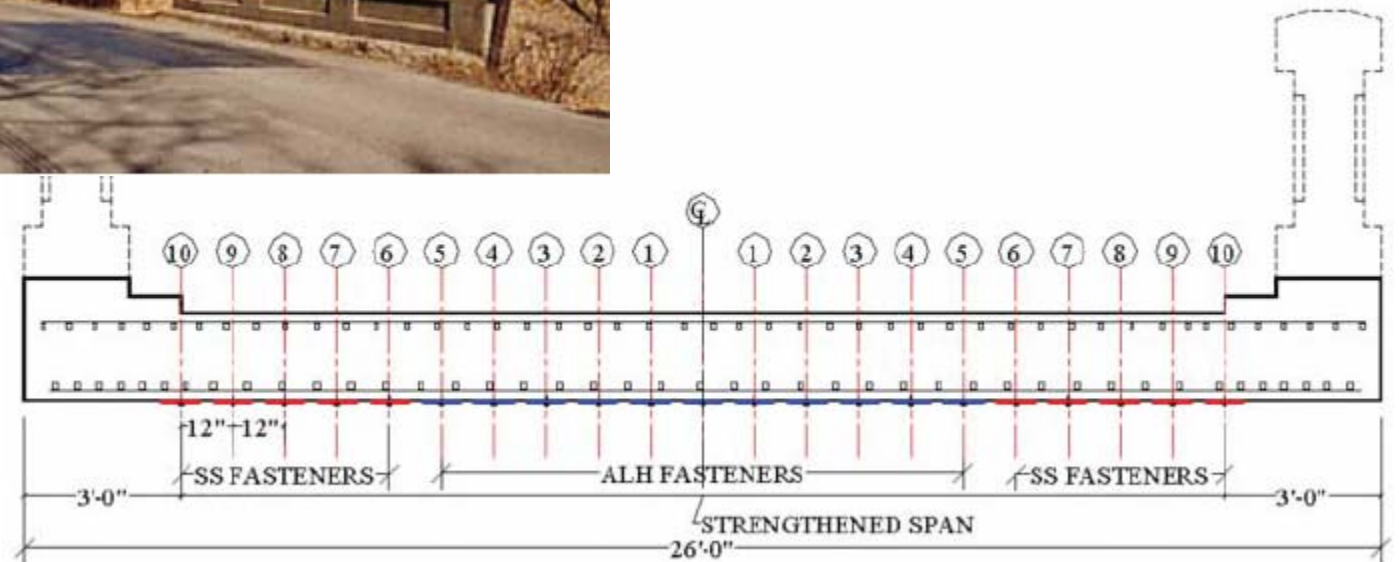 ℄
10 9 8 7 6 5 4 3 2 1 1 2 3 4 5 6 7 8 9 10
12" 12"
SS FASTENERS ALH FASTENERS SS FASTENERS
3'-0" 3'-0"
STRENGTHENED SPAN
26'-0"